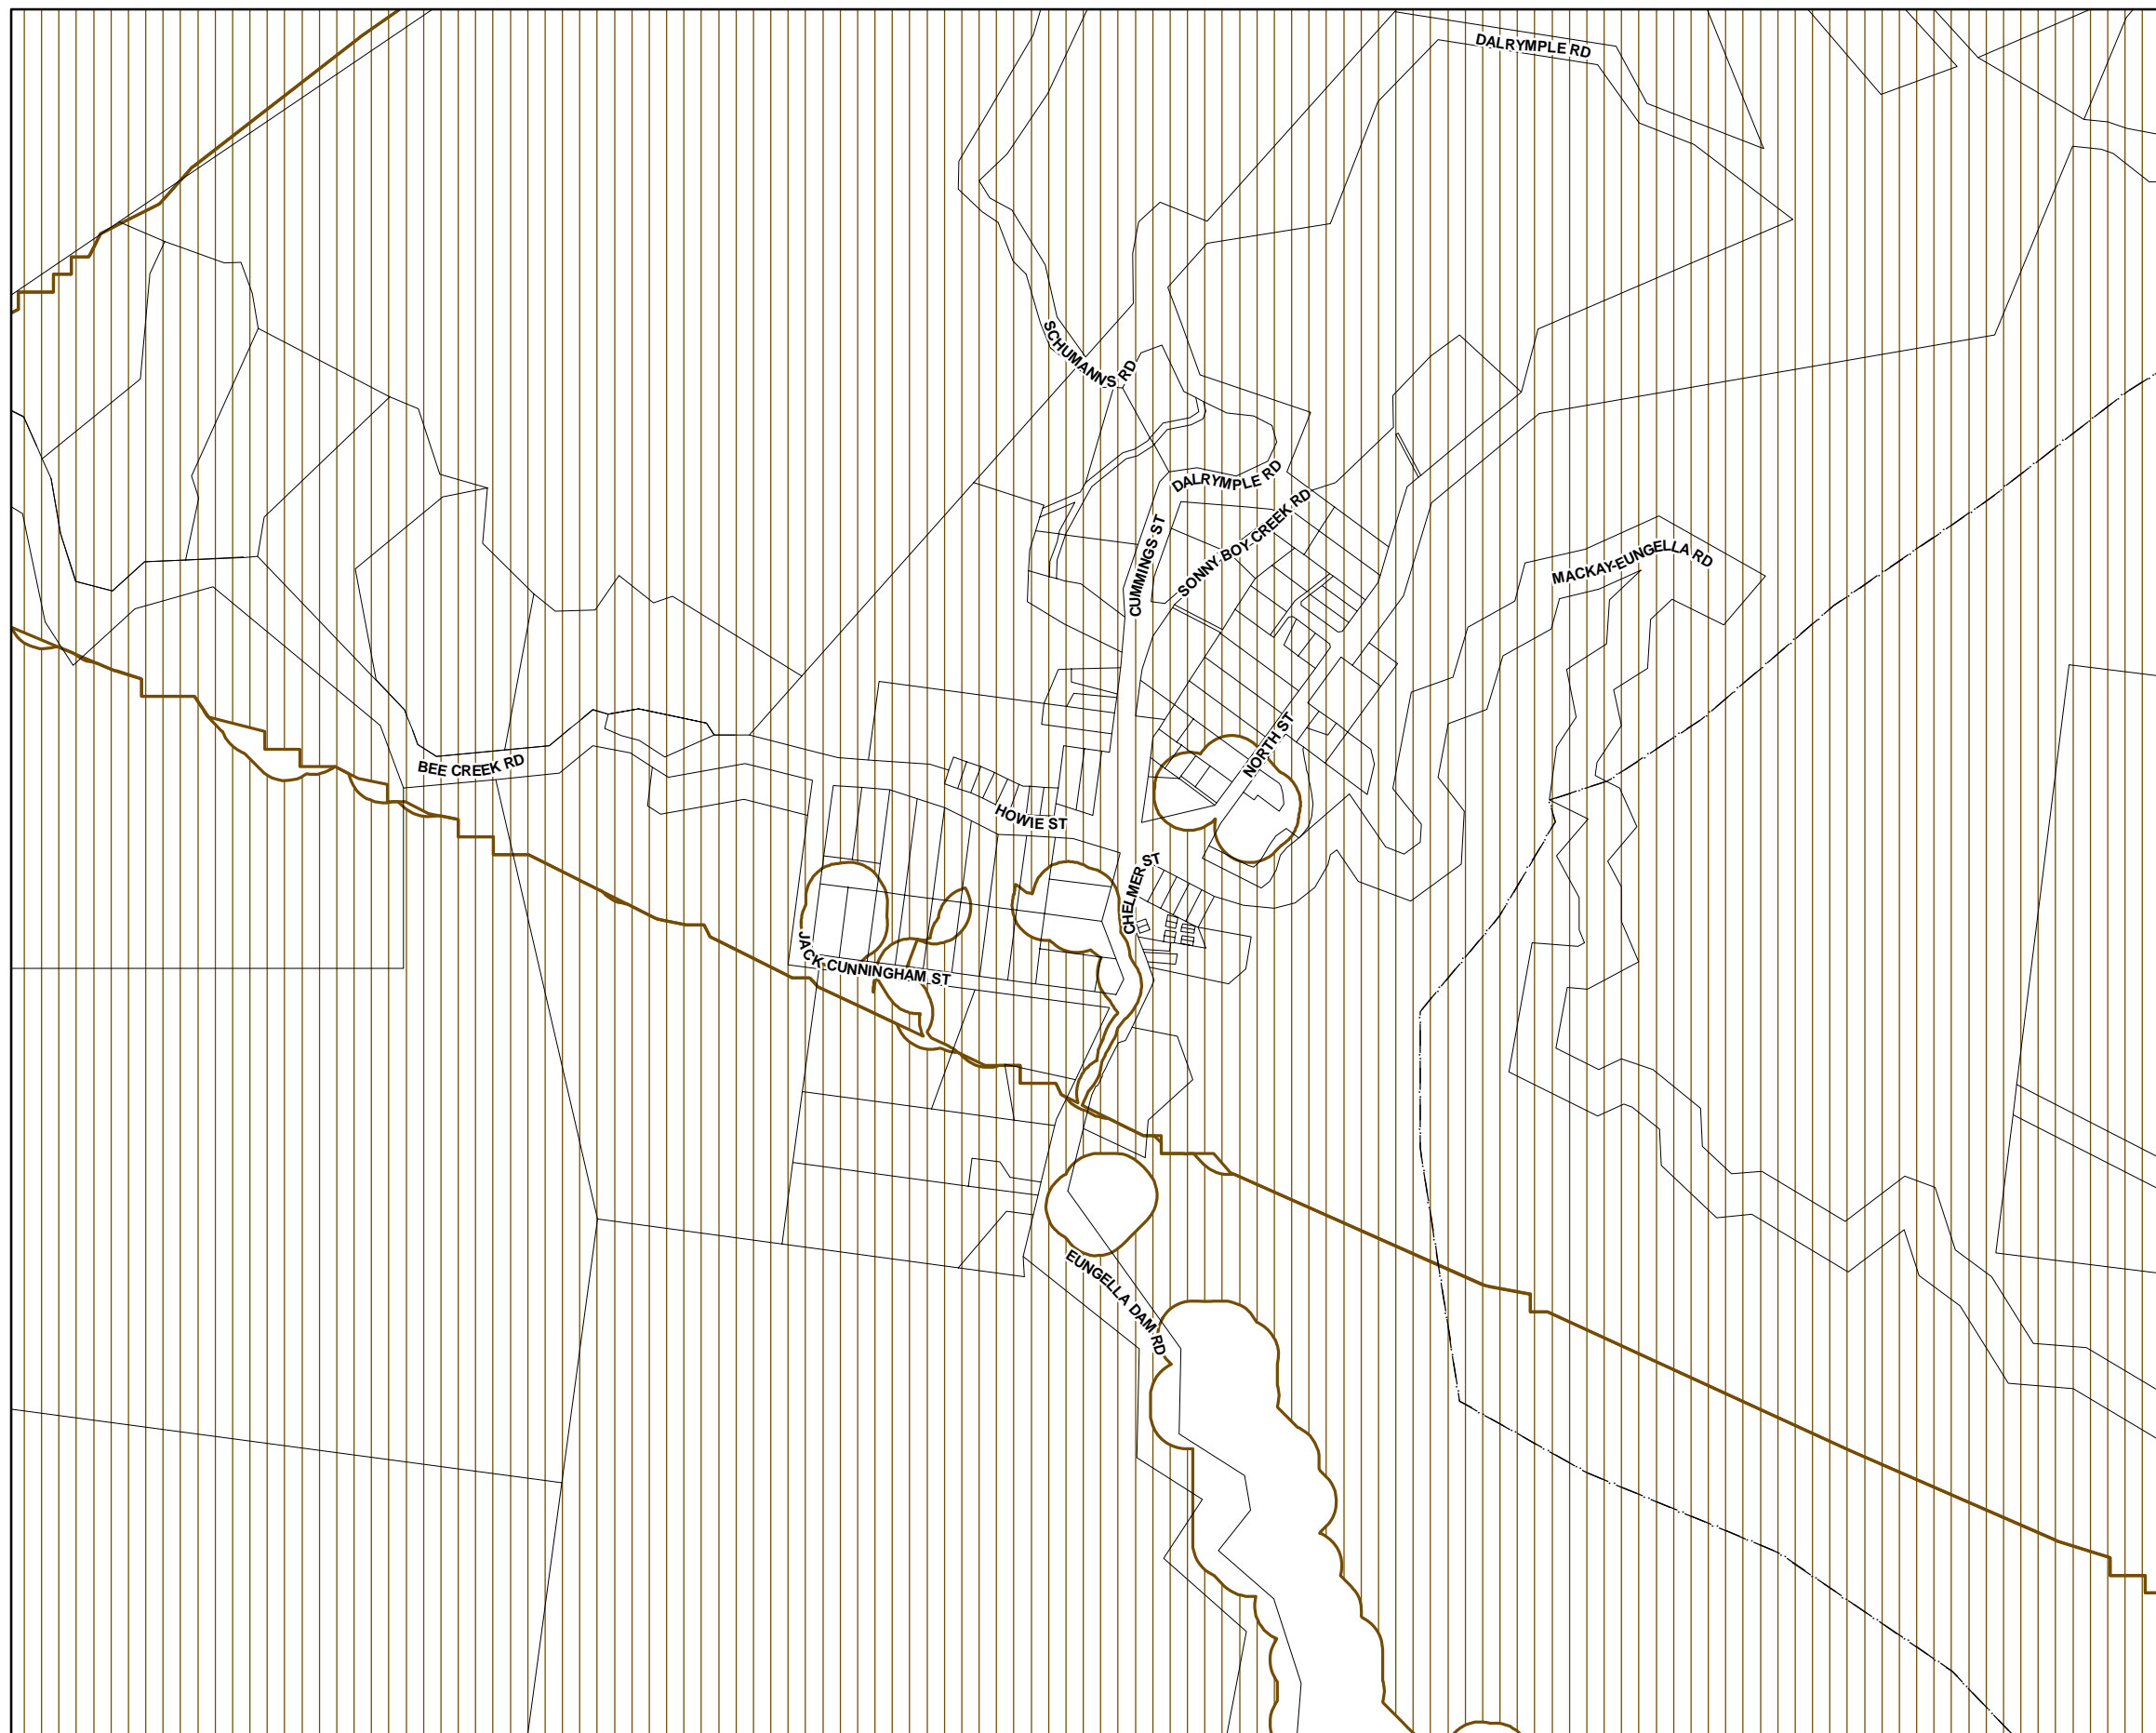 DALRYMPLE RD
SCHUMANN'S RD
DALRYMPLE RD
SONNY BOY CREEK RD
CUMMINGS ST
MACKAY-EUNGELLA RD
NORTH ST
BEE CREEK RD
HOWIE ST
CHELMER ST
JACK CUNNINGHAM ST
EUNGELLA DAM RD